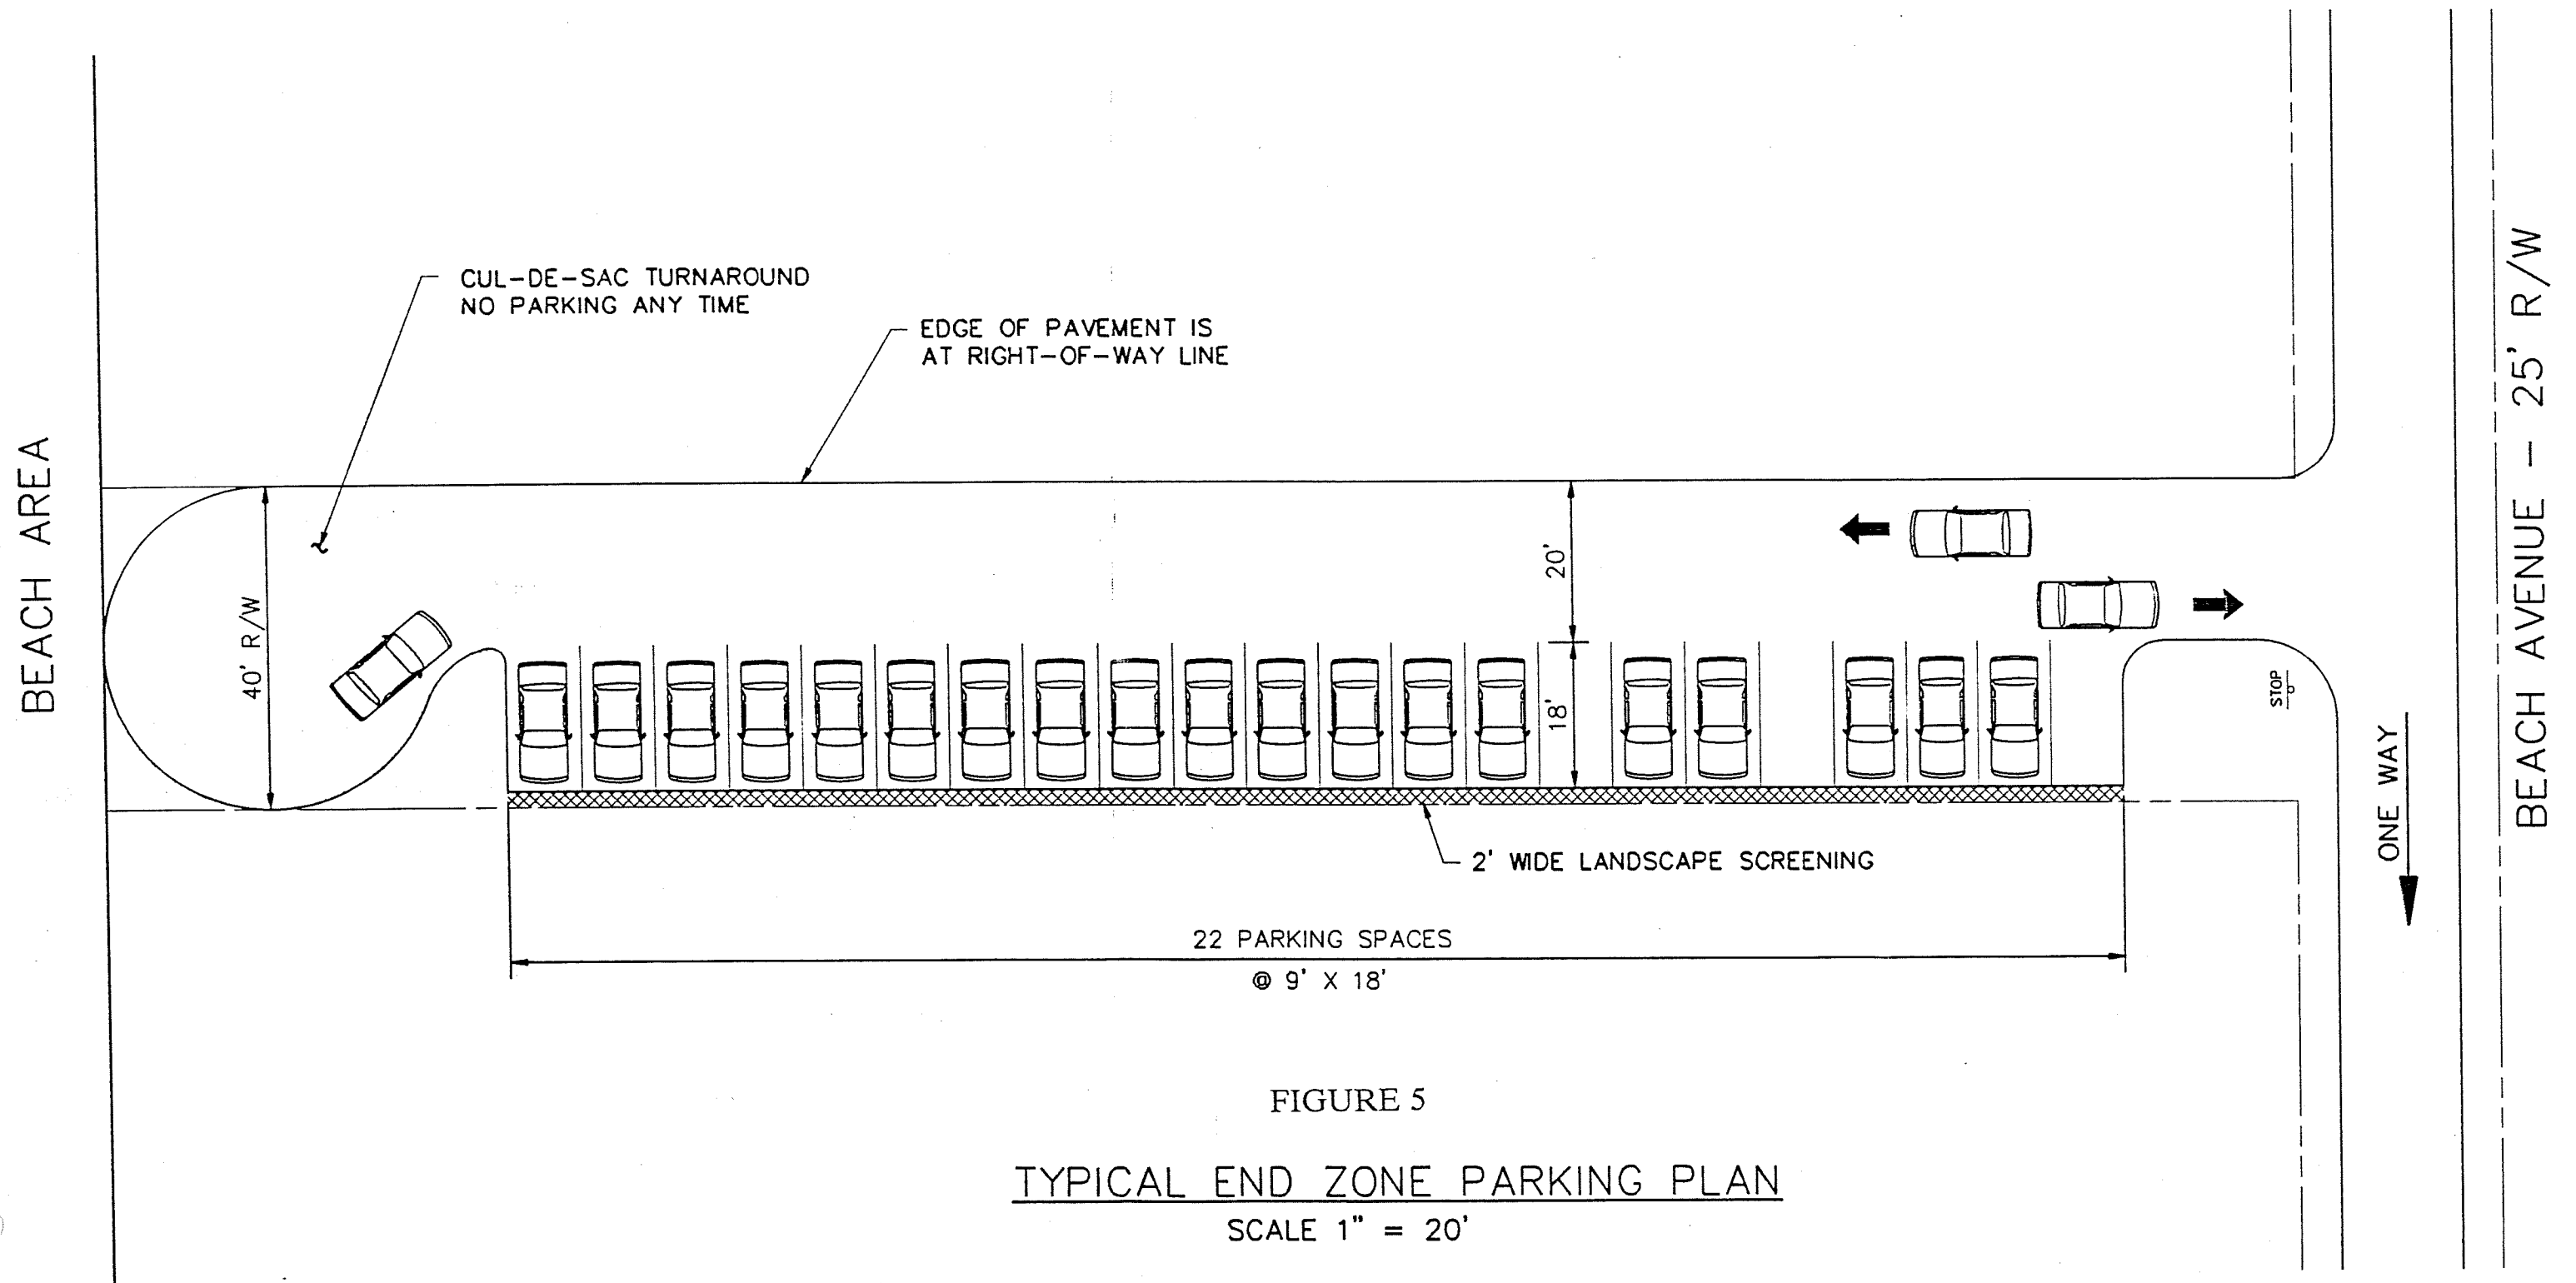 CUL-DE-SAC TURNAROUND
NO PARKING ANY TIME
EDGE OF PAVEMENT IS
AT RIGHT-OF-WAY LINE
BEACH AREA
40' R/W
20'
18'
STOP
ONE WAY
BEACH AVENUE - 25' R/W
2' WIDE LANDSCAPE SCREENING
22 PARKING SPACES
@ 9' X 18'
FIGURE 5
TYPICAL END ZONE PARKING PLAN
SCALE 1" = 20'